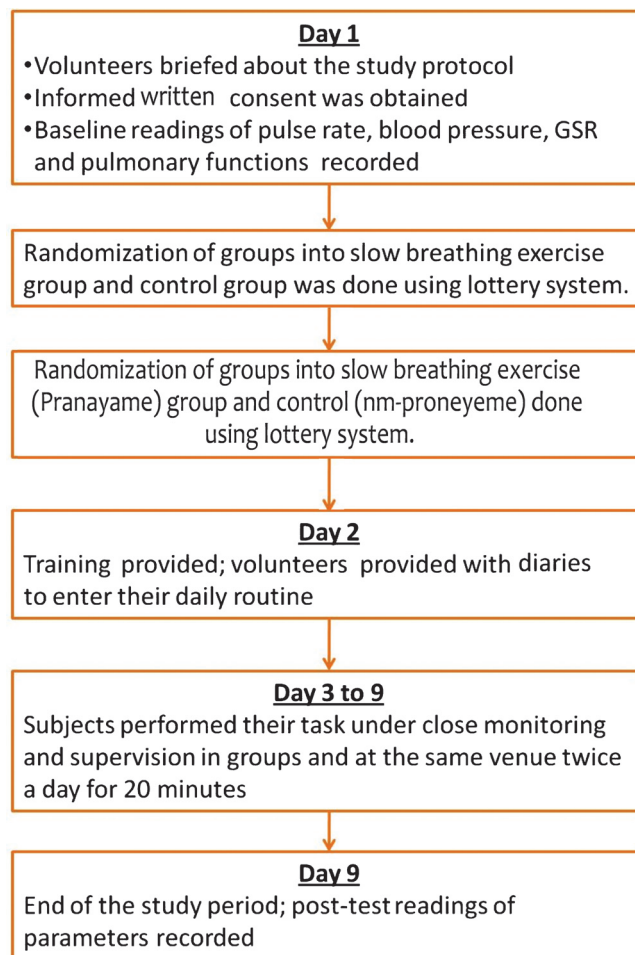 Day 1
•Volunteers briefed about the study protocol
•Informed written consent was obtained
•Baseline readings of pulse rate, blood pressure, GSR
and pulmonary functions recorded
Randomization of groups into slow breathing exercise
group and control group was done using lottery system.
Randomization of groups into slow breathing exercise
(Pranayame) group and control (nm-proneyeme) done
using lottery system.
Day 2
Training provided; volunteers provided with diaries
to enter their daily routine
Day 3 to 9
Subjects performed their task under close monitoring
and supervision in groups and at the same venue twice
a day for 20 minutes
Day 9
End of the study period; post-test readings of
parameters recorded